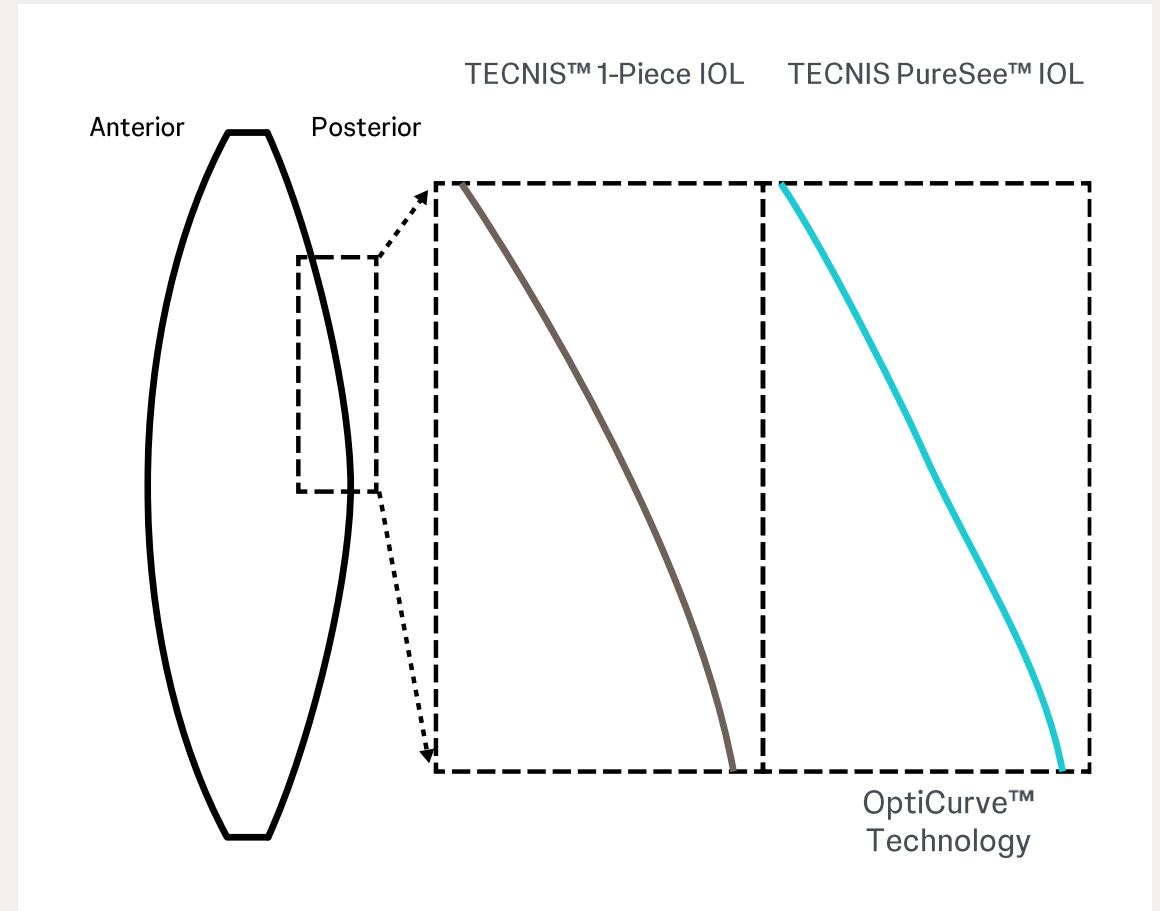 TECNIS™ 1-Piece IOL
TECNIS PureSee™ IOL
Anterior
Posterior
OptiCurve™
Technology